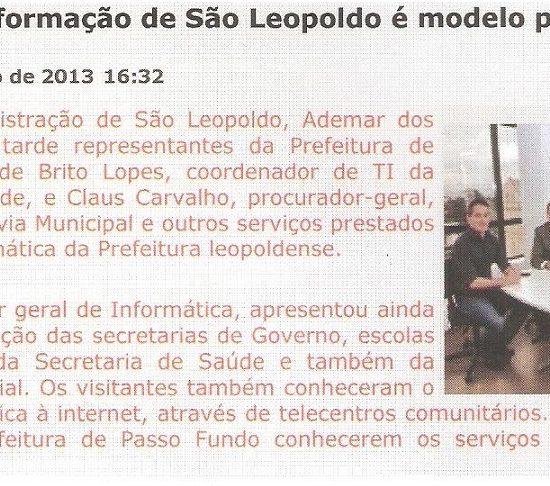 formação de São Leopoldo é modelo p
o de 2013 16:32
istração de São Leopoldo, Ademar dos
tarde representantes da Prefeitura de
de Brito Lopes, coordenador de TI da
de, e Claus Carvalho, procurador-geral,
via Municipal e outros serviços prestados
mática da Prefeitura leopoldense.
r geral de Informática, apresentou ainda
ção das secretarias de Governo, escolas
da Secretaria de Saúde e também da
ial. Os visitantes também conheceram o
ica à internet, através de telecentros comunitários.
feitura de Passo Fundo conhecerem os serviços